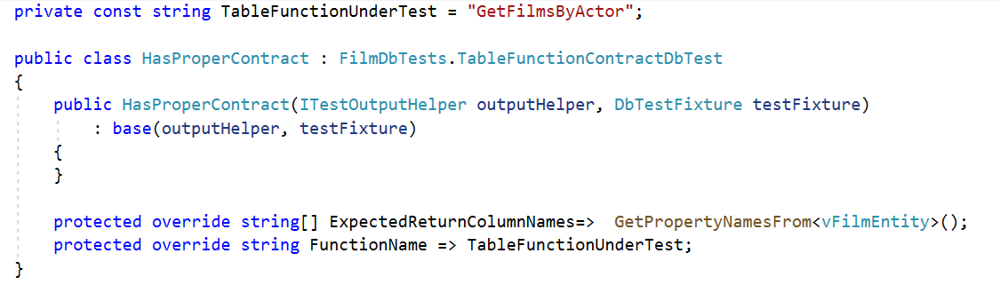 private const string TableFunctionUnderTest = "GetFilmsByActor";
public class HasProperContract : FilmDbTests.TableFunctionContractDbTest
{
public HasProperContract(ITestOutputHelper outputHelper, DbTestFixture testFixture)
: base(outputHelper, testFixture)
{
}
protected override string[] ExpectedReturnColumnNames=>  GetPropertyNamesFrom<vFilmEntity>();
protected override string FunctionName => TableFunctionUnderTest;
}